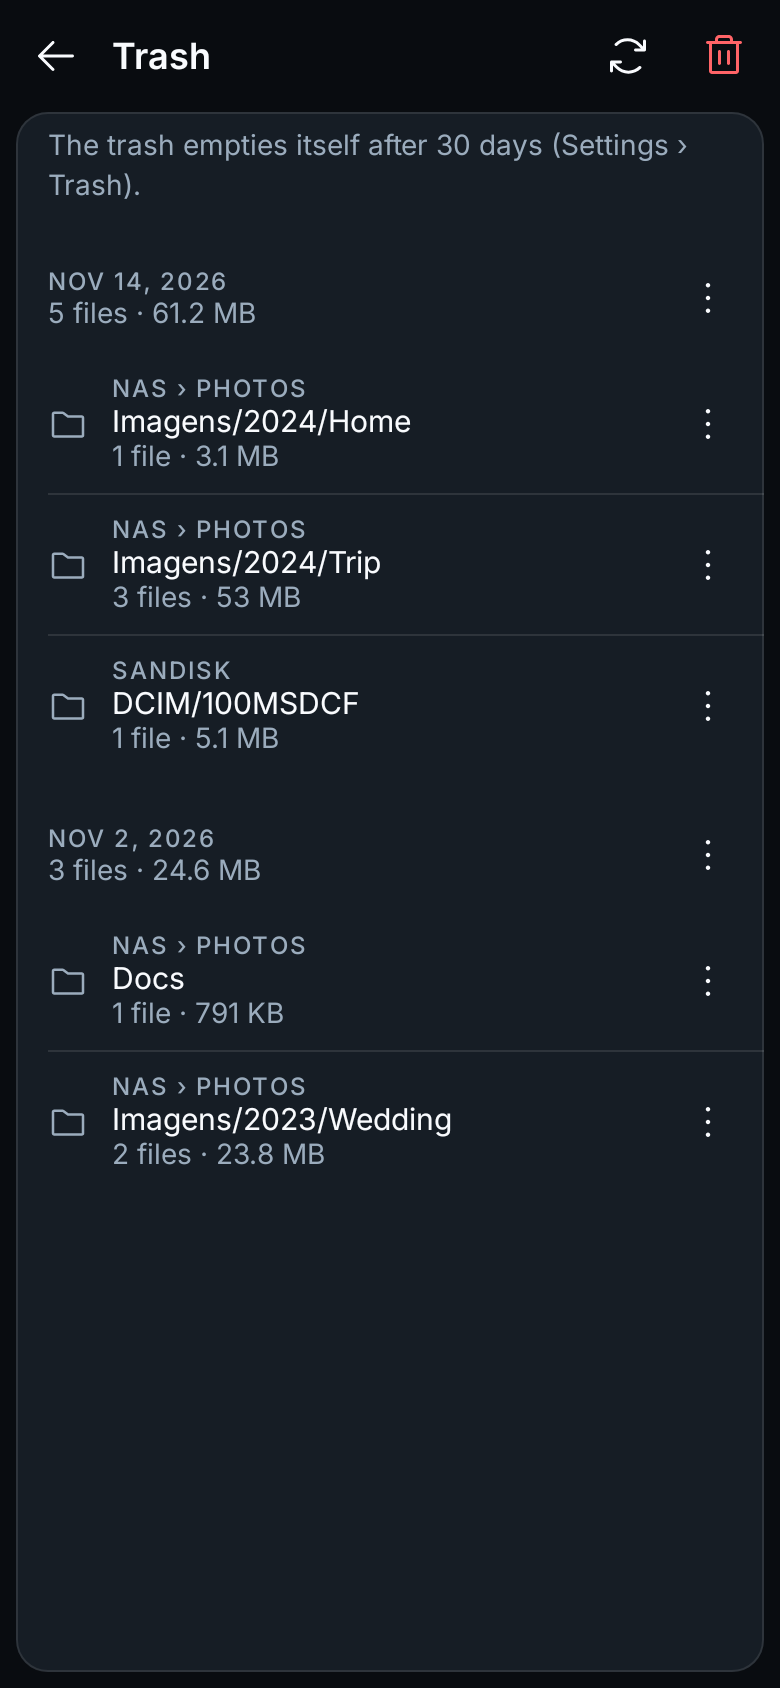 Trash
The trash empties itself after 30 days (Settings ›
Trash).
NOV 14, 2026
5 files · 61.2 MB
NAS › PHOTOS
Imagens/2024/Home
1 file · 3.1 MB
NAS › PHOTOS
Imagens/2024/Trip
3 files · 53 MB
SANDISK
DCIM/100MSDCF
1 file · 5.1 MB
NOV 2, 2026
3 files · 24.6 MB
NAS › PHOTOS
Docs
1 file · 791 KB
NAS › PHOTOS
Imagens/2023/Wedding
2 files · 23.8 MB